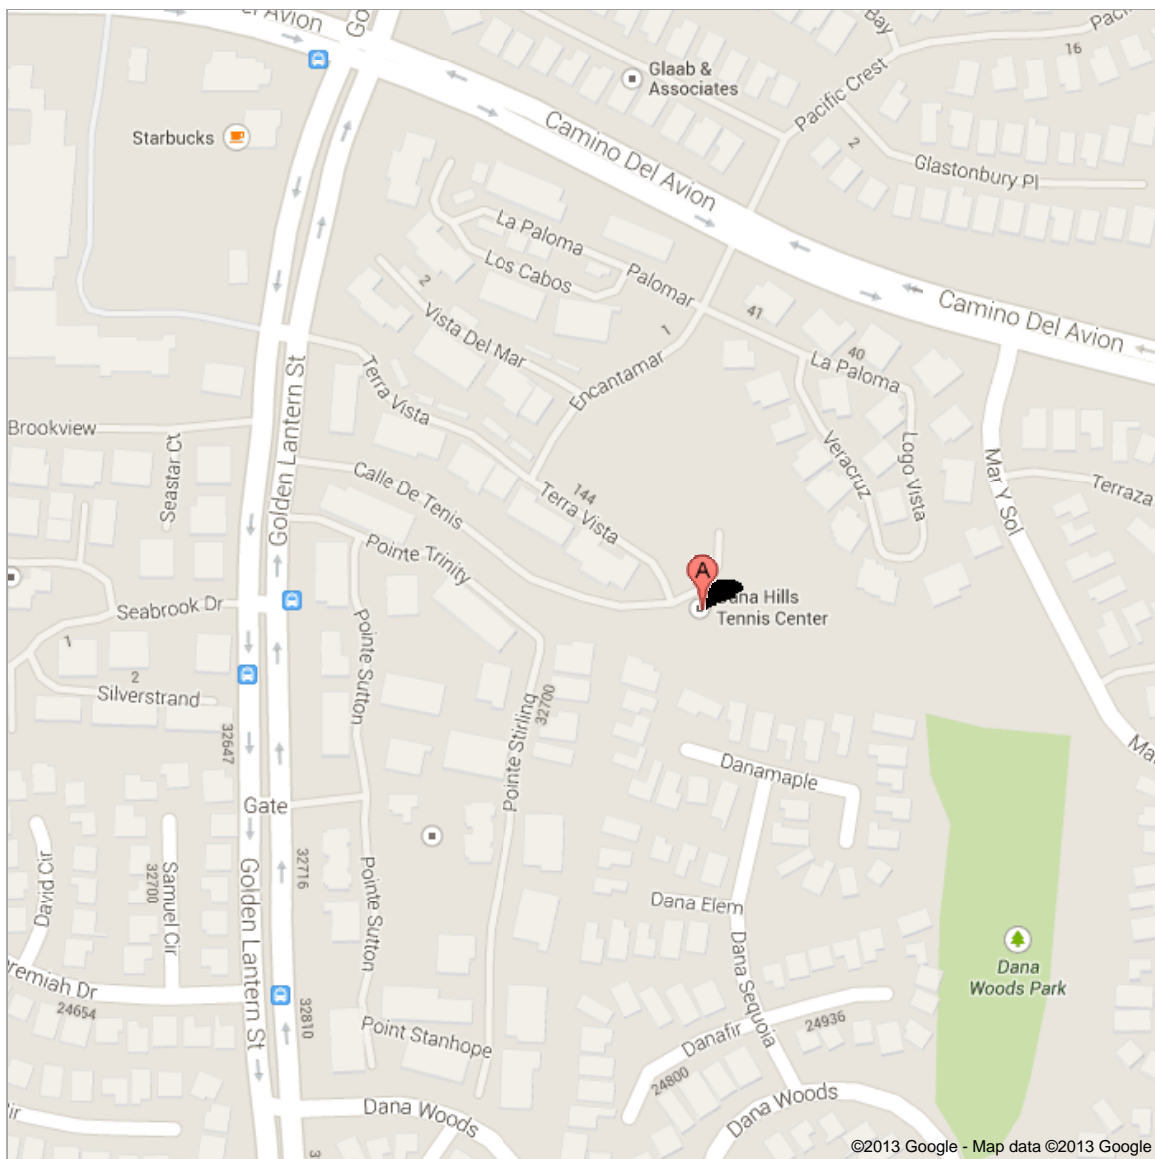 Camino Del Avion
Bay
Pacific Crest
16
Glaab &
Associates
Starbucks
2
Glastonbury Pl
Camino Del Avion
La Paloma
Los Cabos
Palomar
41
2
Vista Del Mar
1
Encantamar
40
La Paloma
Terra Vista
Golden Lantern St
Brookview
Seastar Ct
Veracruz
Logo Vista
Mar Y Sol
Terraza
Calle De Tenis
144
Terra Vista
Pointe Trinity
A
Hills
Tennis Center
Seabrook Dr
1
2
Silverstrand
Pointe Sutton
32700
Pointe Stirling
32647
Danamaple
Gate
32716
David Cir
Samuel Cir
32700
Golden Lantern St
Pointe Sutton
Dana Elem
Dana Sequoia
Dana
Woods Park
24654
32810
Point Stanhope
Danafir
24936
24800
Dana Woods
Dana Woods
©2013 Google - Map data ©2013 Google